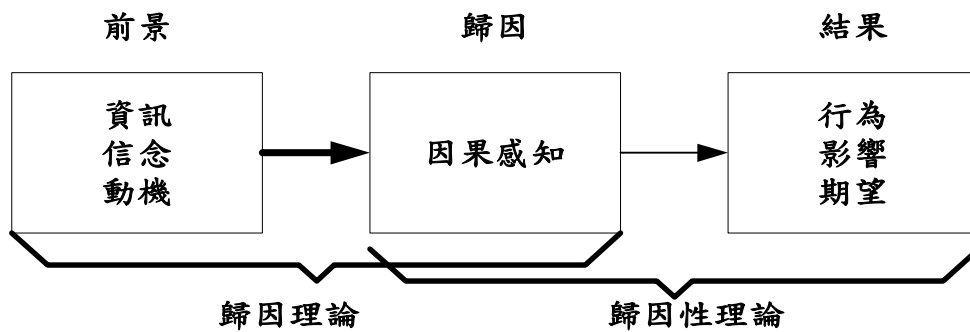 前景
歸因
結果
資訊
信念
動機
因果感知
行為
影響
期望
歸因理論
歸因性理論